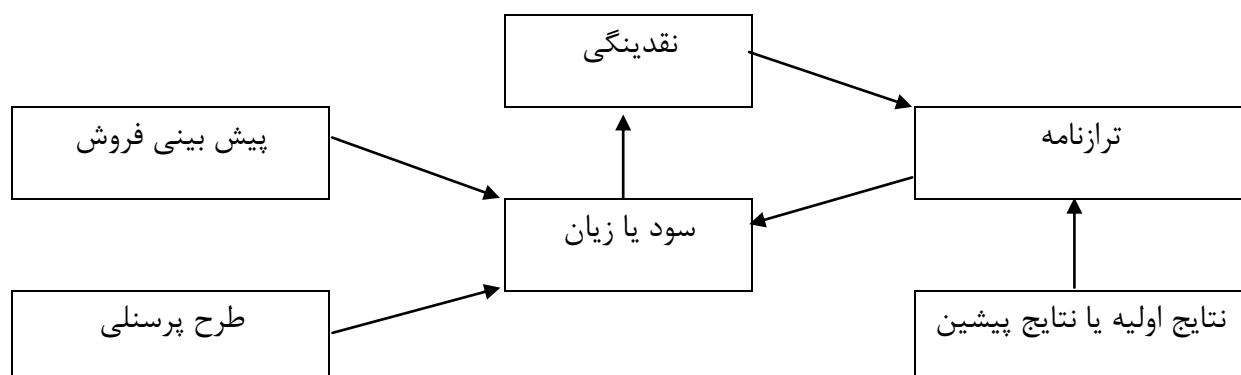 نقدینگی
ترازنامه
پیش بینی فروش
سود یا زیان
نتایج اولیه یا نتایج پیشین
طرح پرسنلی